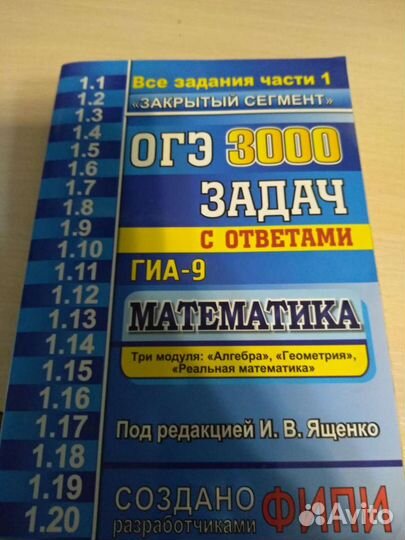 1.1
1.2
1.3
1.4
1.5
1.6
1.7
1.8
1.9
1.10
1.11
1.12
1.13
1.14
1.15
1.16
1.17
1.18
1.19
1.20
Все задания части 1
«ЗАКРЫТЫЙ СЕГМЕНТ»
ОГЭ 3000
ЗАДАЧ
С ОТВЕТАМИ
ГИА-9
МАТЕМАТИКА
Три модуля: «Алгебра», «Геометрия»,
«Реальная математика»
Под редакцией И. В. Ященко
СОЗДАНО ФИПИ
разработчиками
Avito